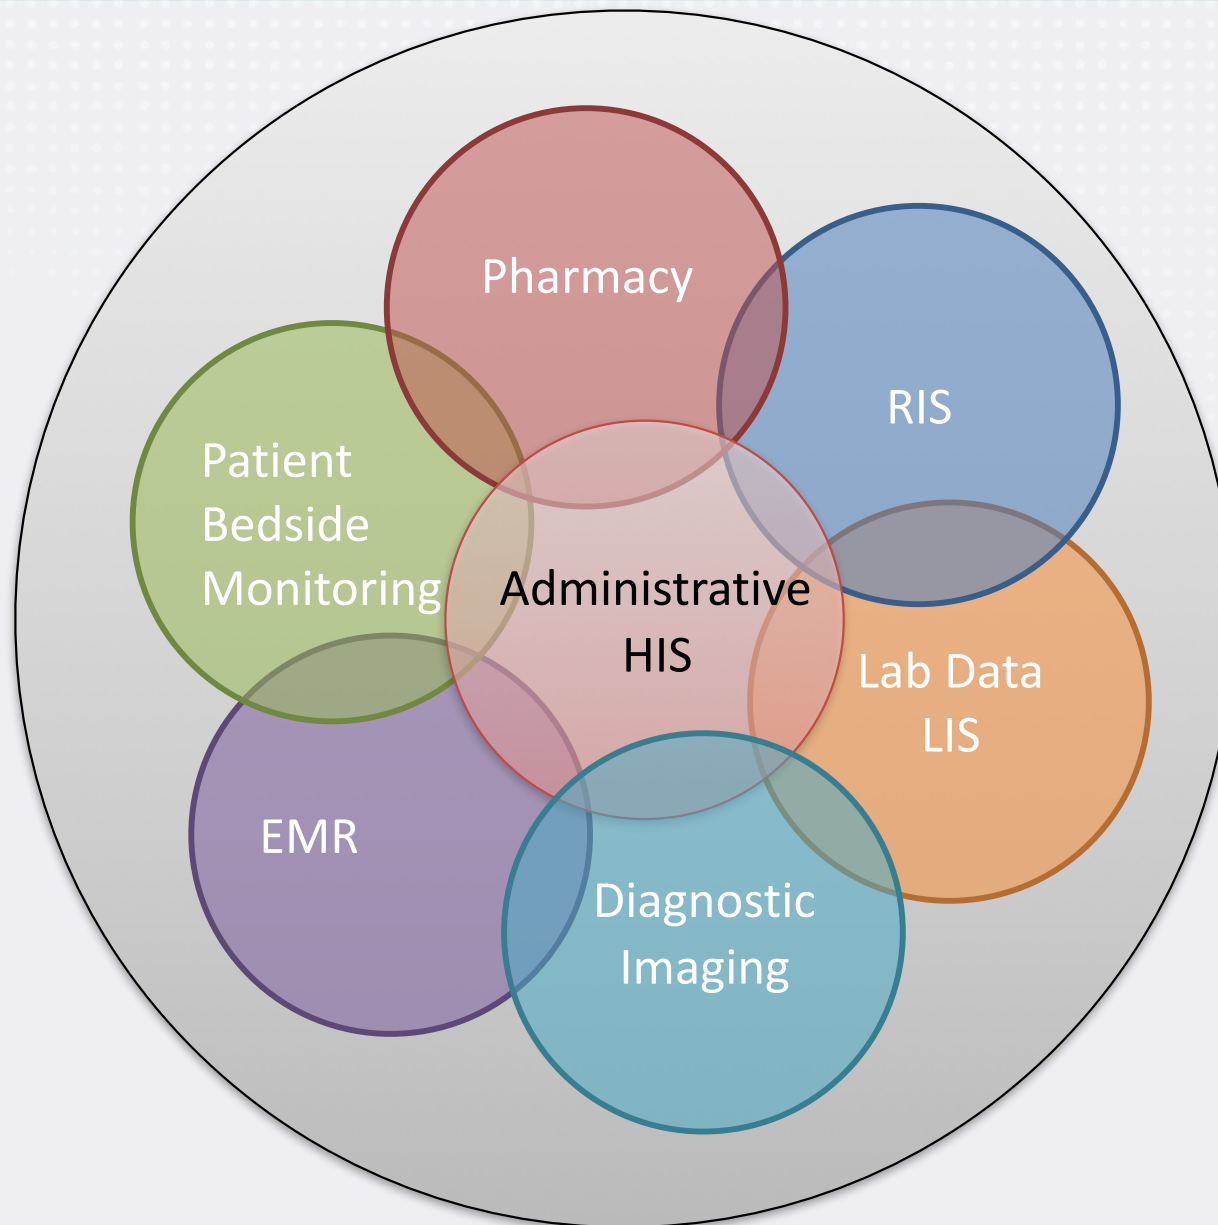 Pharmacy
RIS
Patient
Bedside
Monitoring
Administrative
HIS
Lab Data
LIS
EMR
Diagnostic
Imaging